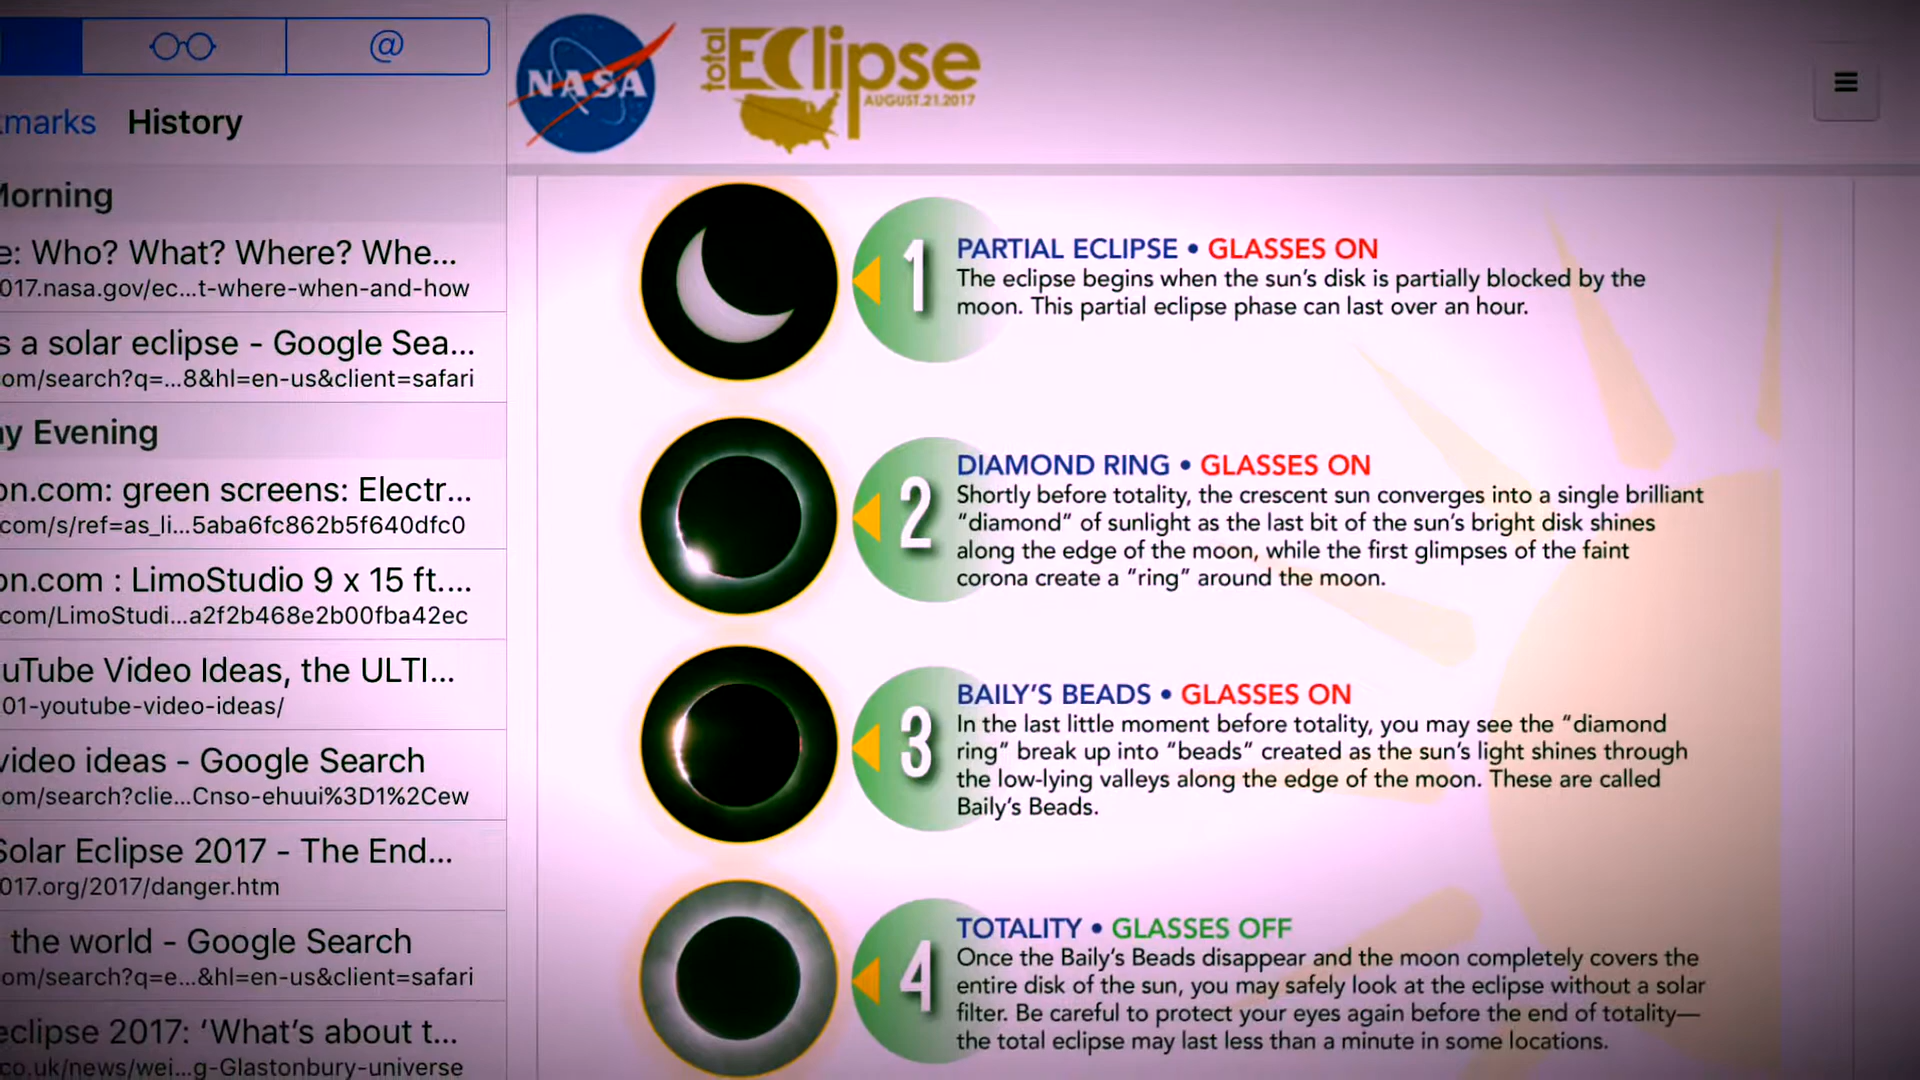 @
kmarks
History
Morning
e: Who? What? Where? Whe...
017.nasa.gov/ec...t-where-when-and-how
s a solar eclipse - Google Sea...
om/search?q=...8&hl=en-us&client=safari
ay Evening
on.com: green screens: Electr...
com/s/ref=as_li...5aba6fc862b5f640dfc0
on.com : LimoStudio 9 x 15 ft....
com/LimoStudi...a2f2b468e2b00fba42ec
uTube Video Ideas, the ULTI...
01-youtube-video-ideas/
video ideas - Google Search
om/search?clie...Cnso-ehuui%3D1%2Cew
Solar Eclipse 2017 - The End...
017.org/2017/danger.htm
the world - Google Search
om/search?q=e...&hl=en-us&client=safari
eclipse 2017: ‘What’s about t...
co.uk/news/wei...g-Glastonbury-universe
NASA
total
EClipse
AUGUST.21.2017
1
PARTIAL ECLIPSE • GLASSES ON
The eclipse begins when the sun’s disk is partially blocked by the
moon. This partial eclipse phase can last over an hour.
2
DIAMOND RING • GLASSES ON
Shortly before totality, the crescent sun converges into a single brilliant
“diamond” of sunlight as the last bit of the sun’s bright disk shines
along the edge of the moon, while the first glimpses of the faint
corona create a “ring” around the moon.
3
BAILY’S BEADS • GLASSES ON
In the last little moment before totality, you may see the “diamond
ring” break up into “beads” created as the sun’s light shines through
the low-lying valleys along the edge of the moon. These are called
Baily’s Beads.
4
TOTALITY • GLASSES OFF
Once the Baily’s Beads disappear and the moon completely covers the
entire disk of the sun, you may safely look at the eclipse without a solar
filter. Be careful to protect your eyes again before the end of totality—
the total eclipse may last less than a minute in some locations.